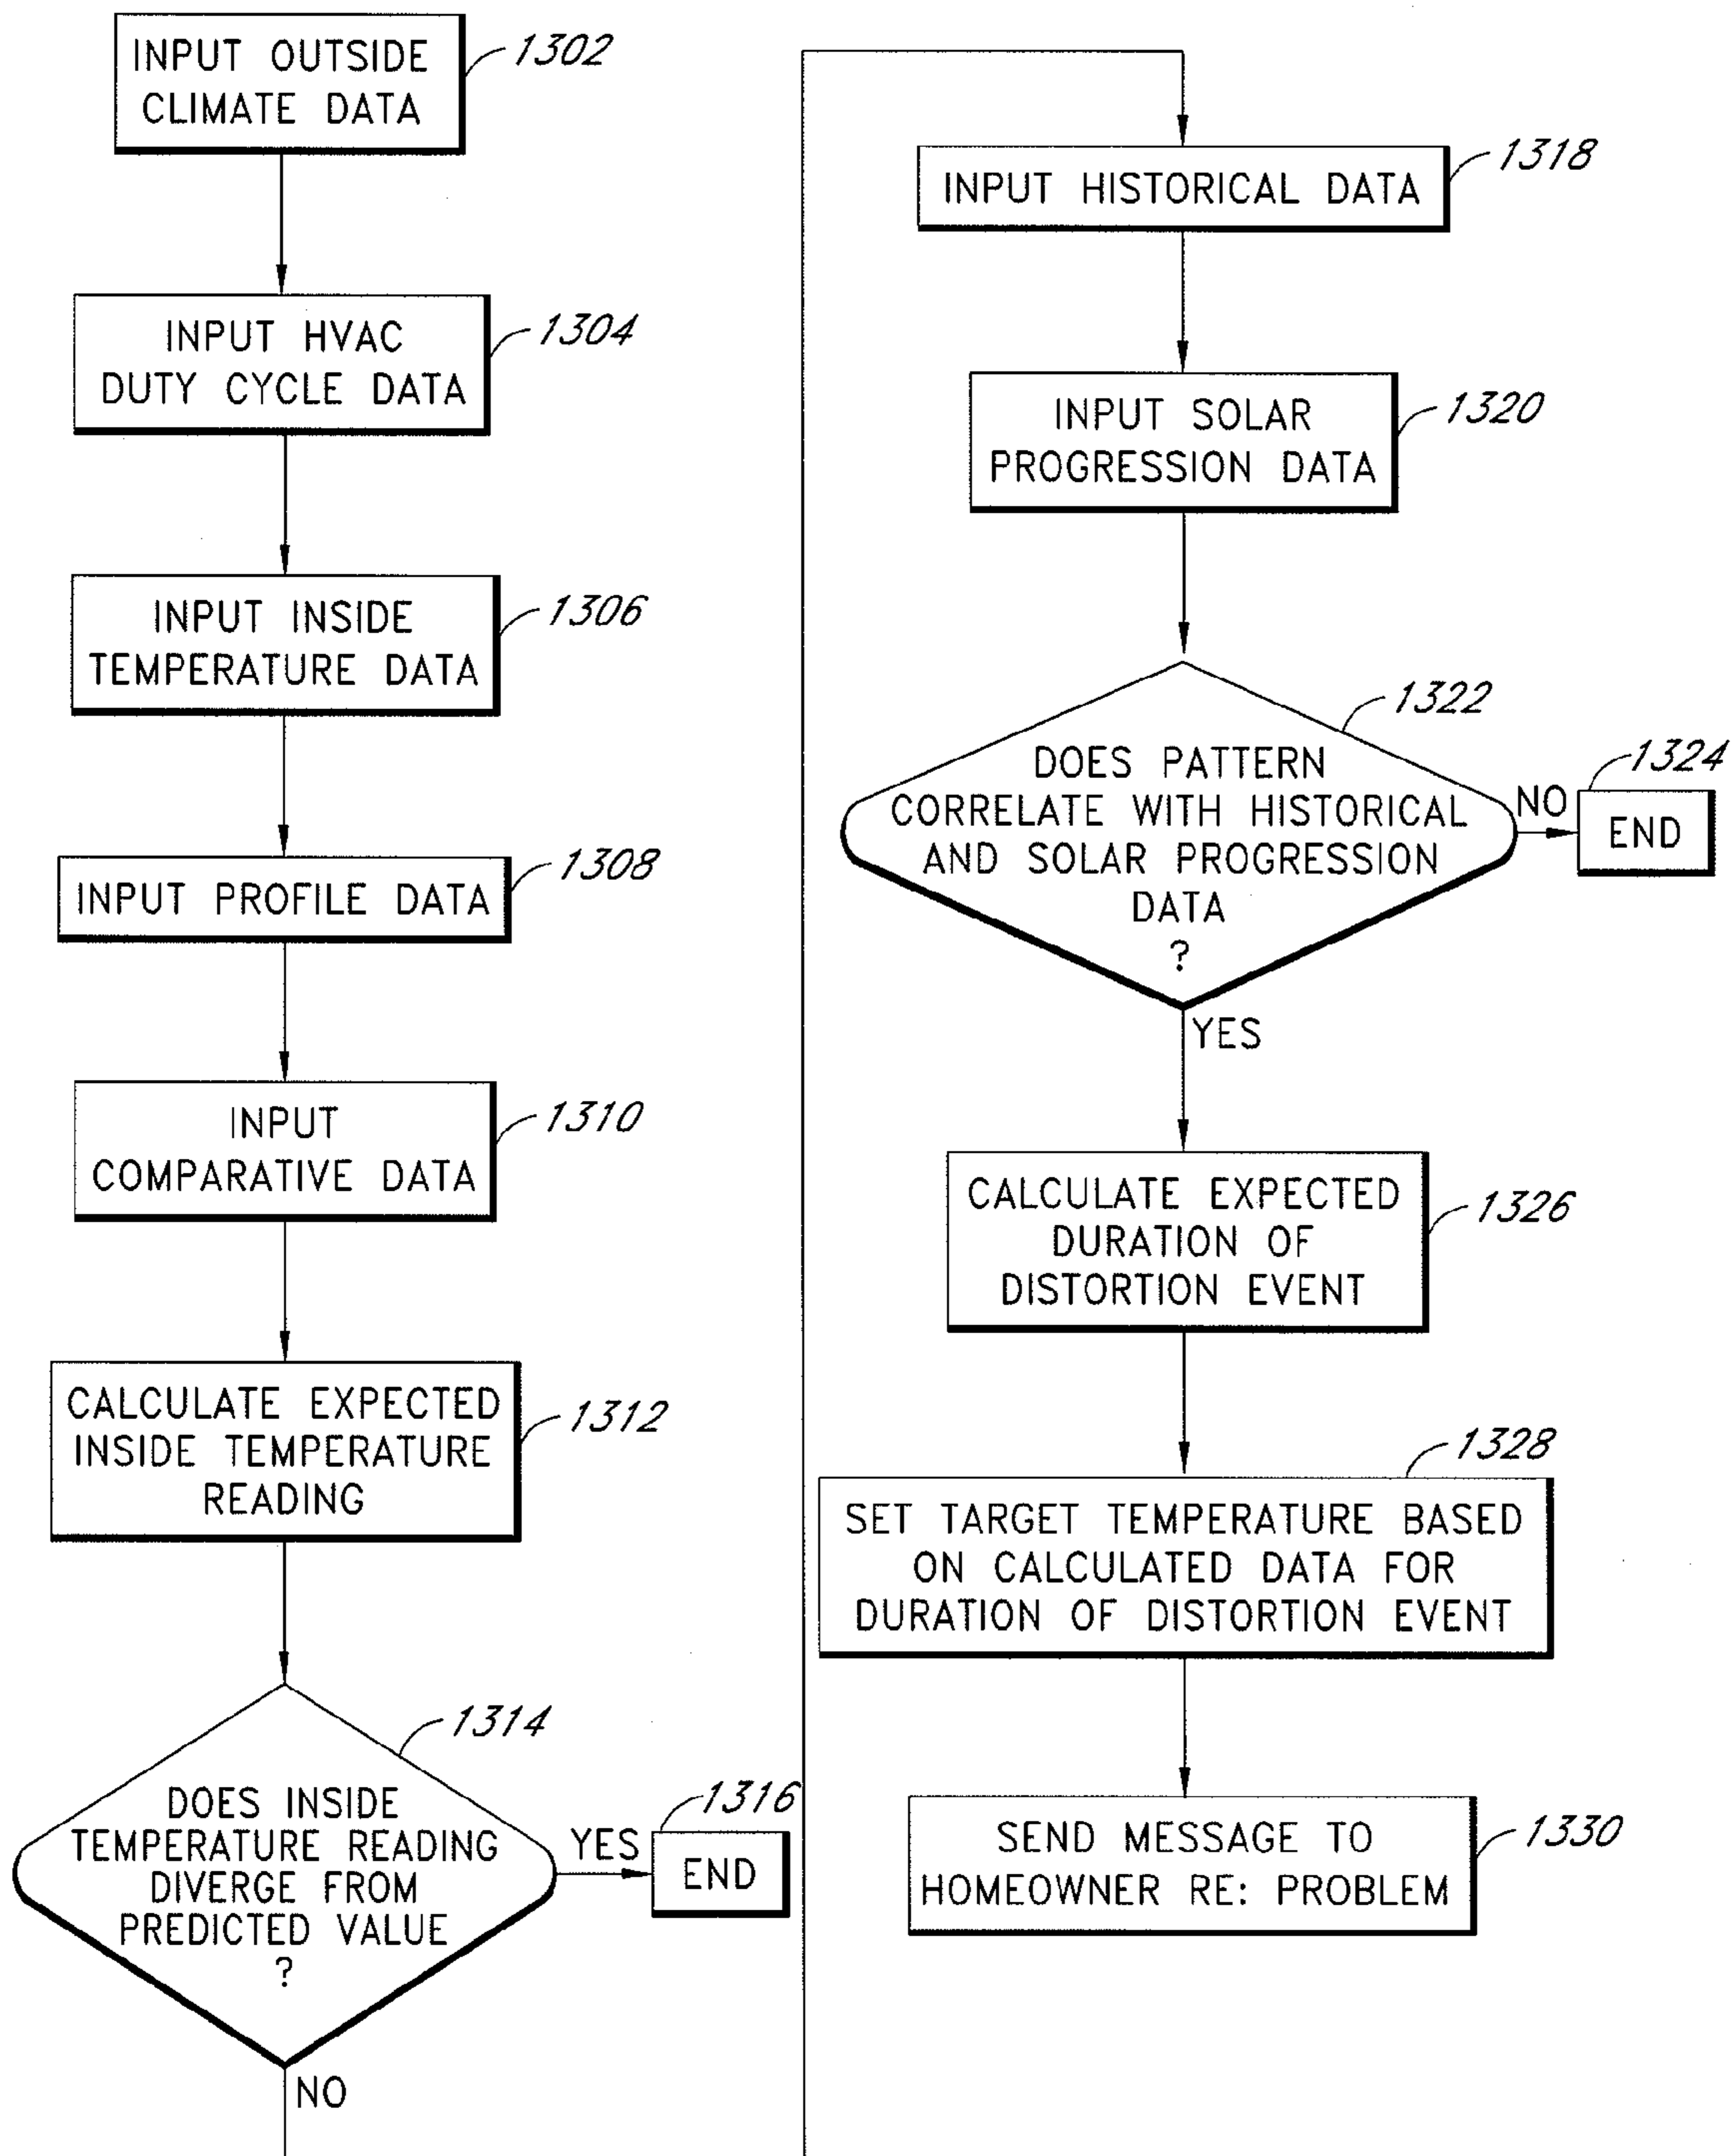 INPUT OUTSIDE
CLIMATE DATA
1302
INPUT HVAC
DUTY CYCLE DATA
1304
INPUT INSIDE
TEMPERATURE DATA
1306
INPUT PROFILE DATA
1308
INPUT
COMPARATIVE DATA
1310
CALCULATE EXPECTED
INSIDE TEMPERATURE
READING
1312
1314
DOES INSIDE
TEMPERATURE READING
DIVERGE FROM
PREDICTED VALUE
?
YES
1316
END
NO
INPUT HISTORICAL DATA
1318
INPUT SOLAR
PROGRESSION DATA
1320
1322
DOES PATTERN
CORRELATE WITH HISTORICAL
AND SOLAR PROGRESSION
DATA
?
NO
1324
END
YES
CALCULATE EXPECTED
DURATION OF
DISTORTION EVENT
1326
1328
SET TARGET TEMPERATURE BASED
ON CALCULATED DATA FOR
DURATION OF DISTORTION EVENT
SEND MESSAGE TO
HOMEOWNER RE: PROBLEM
1330